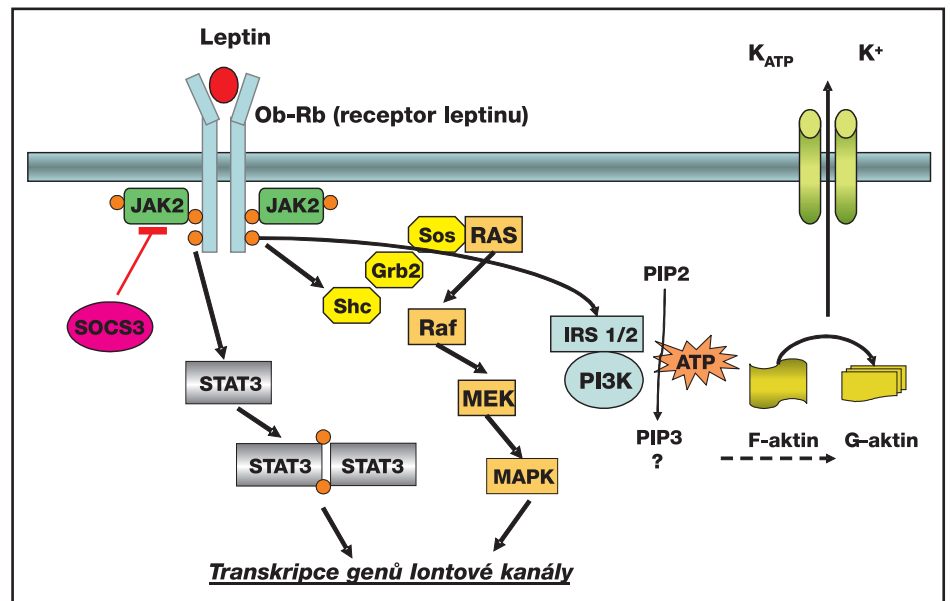 Leptin
K_ATP K⁺
Ob-Rb (receptor leptinu)
JAK2 JAK2
Sos RAS
Grb2
PIP2
Shc
SOCS3
Raf
IRS 1/2
ATP
PI3K
STAT3
MEK
F-aktin G–aktin
PIP3
?
STAT3 STAT3
MAPK
Transkripce genů Iontové kanály